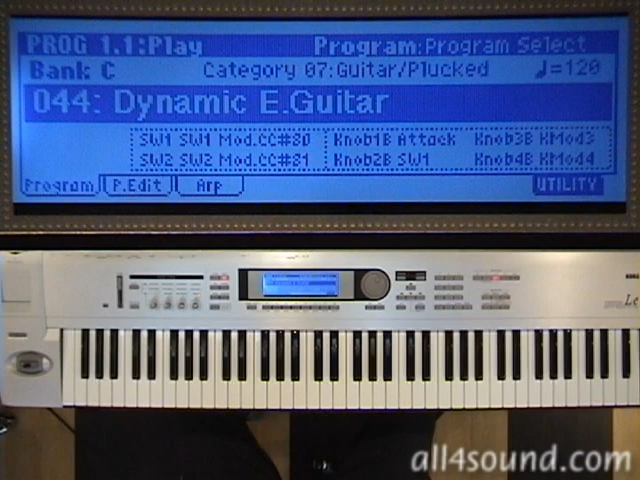 PROG 1.1:Play Program:Program Select
Bank C Category 07:Guitar/Plucked ♩=120
044: Dynamic E.Guitar
SW1 SW1 Mod.CC#80 Knob1B Attack Knob3B KMod3
SW2 SW2 Mod.CC#81 Knob2B SW1 Knob4B KMod4
Program P.Edit Arp UTILITY
KORG
Le
all4sound.com